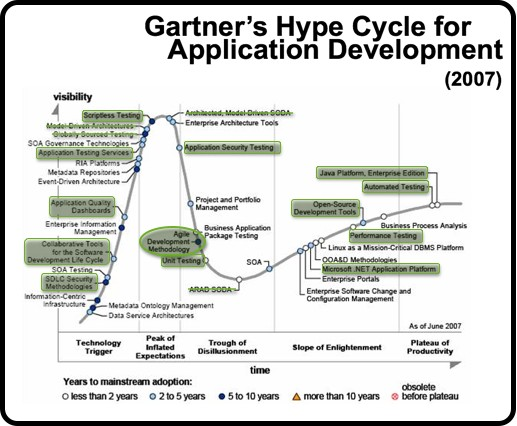 Gartner's Hype Cycle for
Application Development
(2007)
visibility
Scriptless Testing
Model-Driven Architectures
Globally Sourced Testing
SOA Governance Technologies
Application Testing Services
RIA Platforms
Metadata Repositories
Event-Driven Architecture
Application Quality
Dashboards
Enterprise Information
Management
Collaborative Tools
for the Software
Development Life Cycle
SOA Testing
SDLC Security
Methodologies
Information-Centric
Infrastructure
Metadata Ontology Management
Data Service Architectures
Architected, Model-Driven SODA
Enterprise Architecture Tools
Application Security Testing
Project and Portfolio
Management
Business Application
Package Testing
Agile
Development
Methodology
Unit Testing
ARAD SODA
SOA
Java Platform, Enterprise Edition
Automated Testing
Open-Source
Development Tools
Business Process Analysis
Performance Testing
Linux as a Mission-Critical DBMS Platform
OOA&D Methodologies
Microsoft .NET Application Platform
Enterprise Portals
Enterprise Software Change and
Configuration Management
As of June 2007
Technology
Trigger
Peak of
Inflated
Expectations
Trough of
Disillusionment
Slope of Enlightenment
Plateau of
Productivity
time
Years to mainstream adoption:
less than 2 years
2 to 5 years
5 to 10 years
more than 10 years
obsolete
before plateau